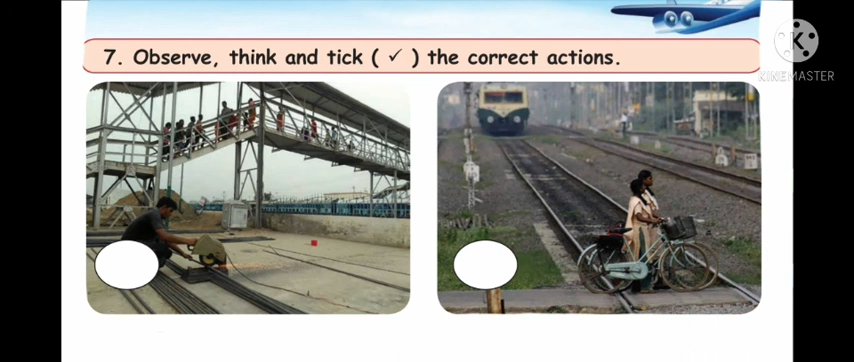 7. Observe, think and tick ( ✓ ) the correct actions.
K
KINEMASTER